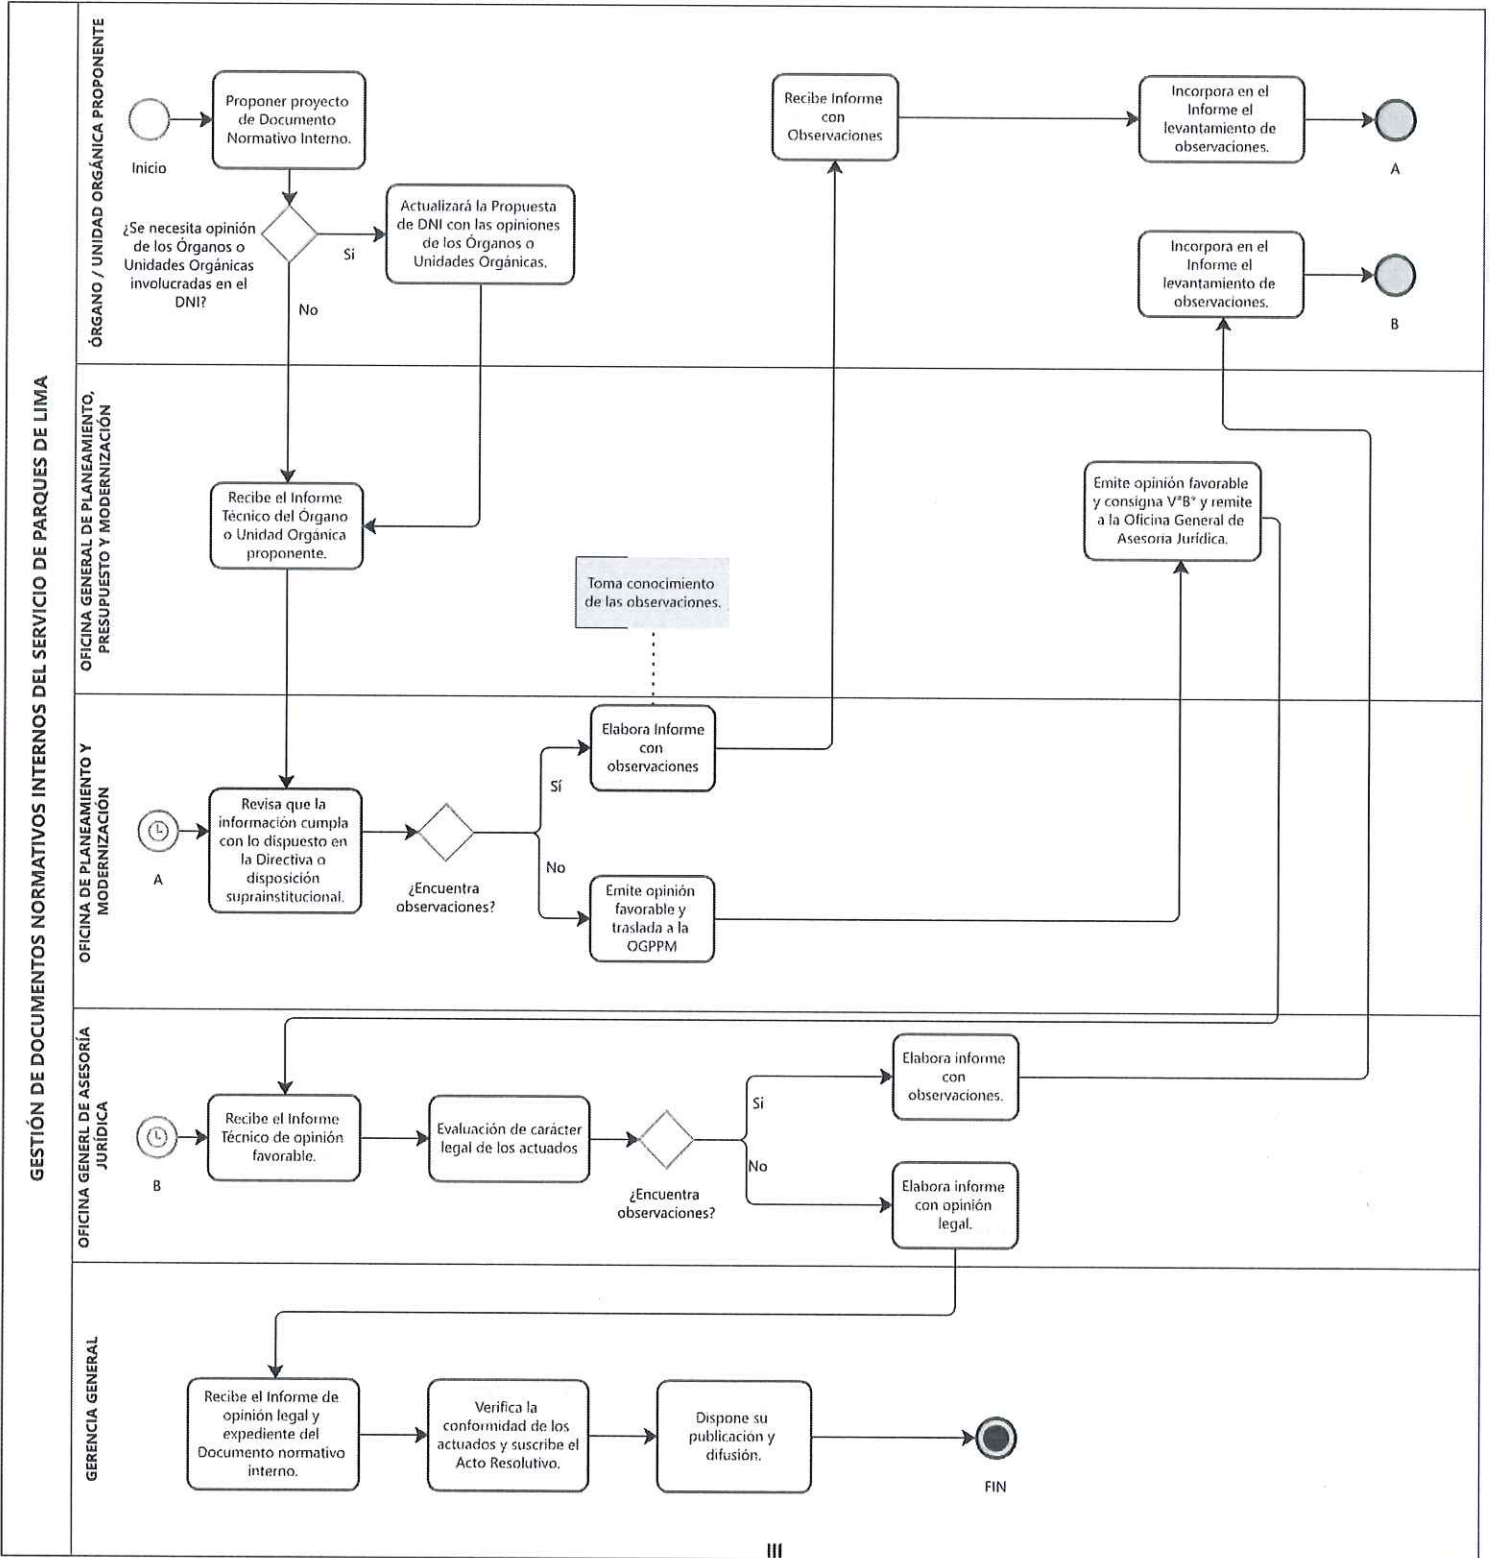 GESTIÓN DE DOCUMENTOS NORMATIVOS INTERNOS DEL SERVICIO DE PARQUES DE LIMA
ÓRGANO / UNIDAD ORGÁNICA PROPONENTE
Inicio
Proponer proyecto
de Documento
Normativo Interno.
¿Se necesita opinión
de los Órganos o
Unidades Orgánicas
involucradas en el
DNI?
Sí
No
Actualizará la Propuesta
de DNI con las opiniones
de los Órganos o
Unidades Orgánicas.
Recibe Informe
con
Observaciones
Incorpora en el
Informe el
levantamiento de
observaciones.
A
Incorpora en el
Informe el
levantamiento de
observaciones.
B
OFICINA GENERAL DE PLANEAMIENTO,
PRESUPUESTO Y MODERNIZACIÓN
Recibe el Informe
Técnico del Órgano
o Unidad Orgánica
proponente.
Toma conocimiento
de las observaciones.
Emite opinión favorable
y consigna V°B° y remite
a la Oficina General de
Asesoría Jurídica.
OFICINA DE PLANEAMIENTO Y
MODERNIZACIÓN
A
Revisa que la
información cumpla
con lo dispuesto en
la Directiva o
disposición
suprainstitucional.
¿Encuentra
observaciones?
Sí
No
Elabora Informe
con
observaciones
Emite opinión
favorable y
traslada a la
OGPPM
OFICINA GENERL DE ASESORÍA
JURÍDICA
B
Recibe el Informe
Técnico de opinión
favorable.
Evaluación de carácter
legal de los actuados
¿Encuentra
observaciones?
Sí
No
Elabora informe
con
observaciones.
Elabora informe
con opinión
legal.
GERENCIA GENERAL
Recibe el Informe de
opinión legal y
expediente del
Documento normativo
interno.
Verifica la
conformidad de los
actuados y suscribe el
Acto Resolutivo.
Dispone su
publicación y
difusión.
FIN
III